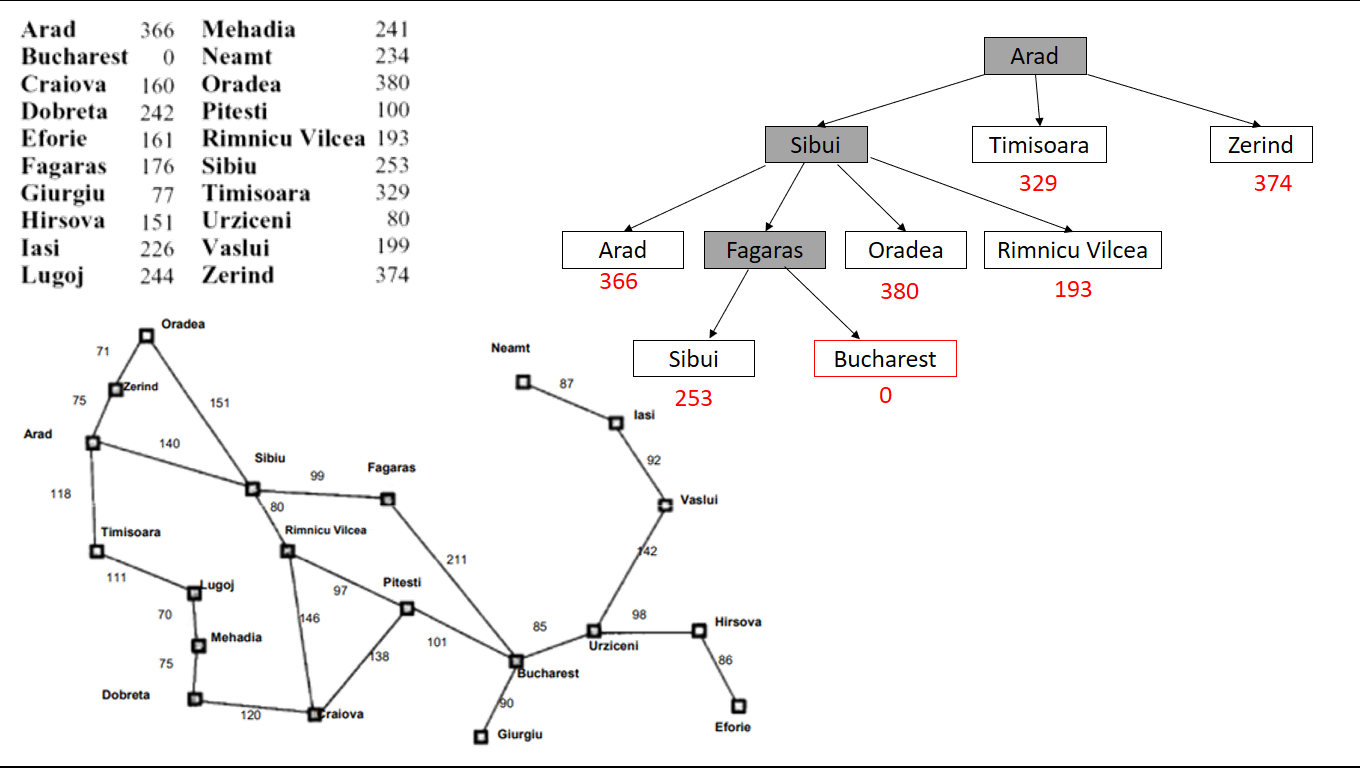 Arad 366 Mehadia 241
Bucharest 0 Neamt 234
Craiova 160 Oradea 380
Dobreta 242 Pitesti 100
Eforie 161 Rimnicu Vilcea 193
Fagaras 176 Sibiu 253
Giurgiu 77 Timisoara 329
Hirsova 151 Urziceni 80
Iasi 226 Vaslui 199
Lugoj 244 Zerind 374
Arad
Sibui Timisoara Zerind
329 374
Arad Fagaras Oradea Rimnicu Vilcea
366 380 193
Sibui Bucharest
253 0
Oradea
71
Neamt
Zerind
87
75
151
Iasi
Arad
140
Sibiu
92
Fagaras
99
118
Vaslui
80
Timisoara
Rimnicu Vilcea
142
211
111
Lugoj
97
Pitesti
70
146
98
Hirsova
85
Mehadia
101
Urziceni
138
75
86
Bucharest
Dobreta
90
120
Craiova
Eforie
Giurgiu